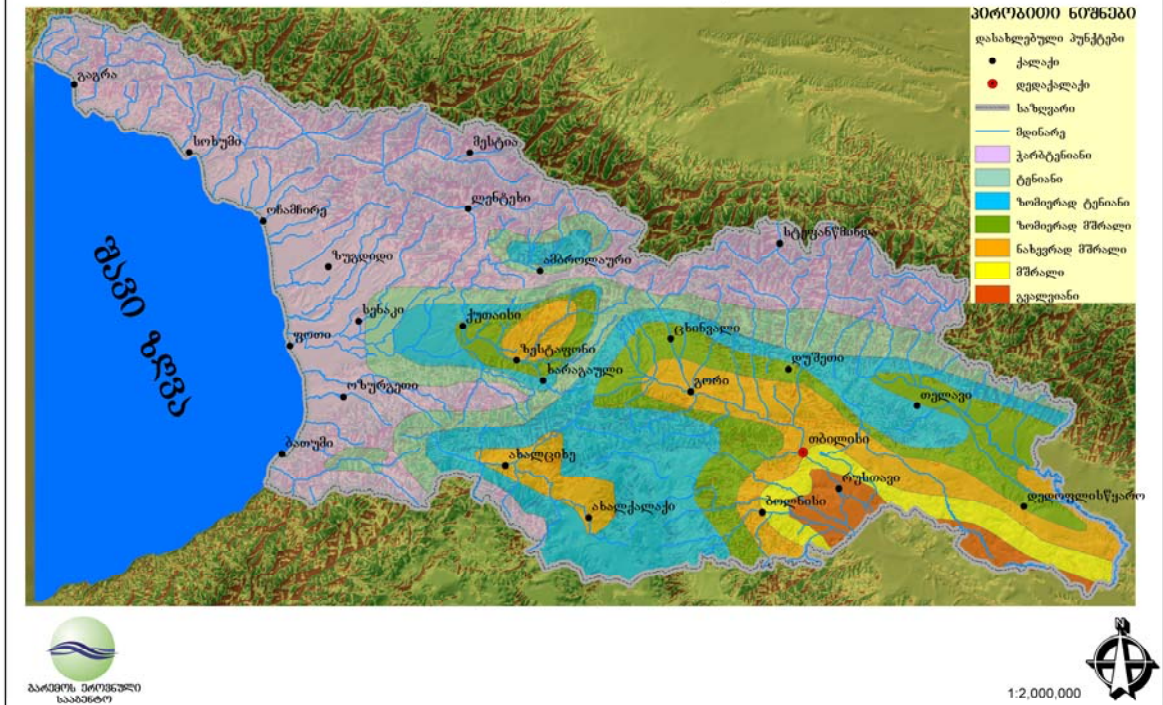 პირობითი ნიშნები
დასახლებული პუნქტები
ქალაქი
დედაქალაქი
საზღვარი
მდინარე
ჭარბტენიანი
ტენიანი
ზომიერად ტენიანი
ზომიერად მშრალი
ნახევრად მშრალი
მშრალი
გვალვიანი
გაგრა
სოხუმი
მესტია
ლენტეხი
ოჩამჩირე
სტეფანწმინდა
ზუგდიდი
ამბროლაური
შავი ზღვა
სენაკი
ქუთაისი
ცხინვალი
ფოთი
ზესტაფონი
დუშეთი
ხარაგაული
ოზურგეთი
გორი
თელავი
ბათუმი
თბილისი
ახალციხე
რუსთავი
ახალქალაქი
ბოლნისი
დედოფლისწყარო
გარემოს ეროვნული
სააგენტო
N
1:2,000,000